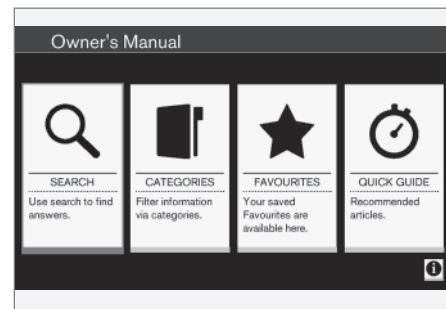 Owner's Manual
SEARCH
Use search to find
answers.
CATEGORIES
Filter information
via categories.
FAVOURITES
Your saved
Favourites are
available here.
QUICK GUIDE
Recommended
articles.
i